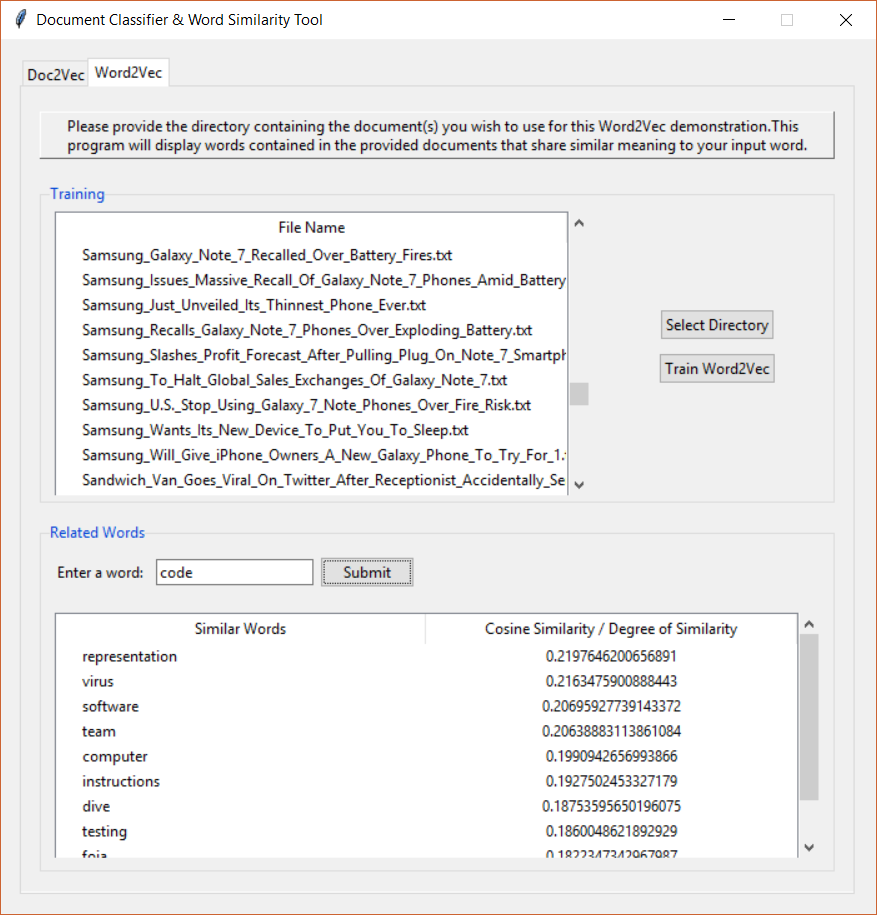 Document Classifier & Word Similarity Tool
Doc2Vec
Word2Vec
Please provide the directory containing the document(s) you wish to use for this Word2Vec demonstration.This
program will display words contained in the provided documents that share similar meaning to your input word.
Training
File Name
Samsung_Galaxy_Note_7_Recalled_Over_Battery_Fires.txt
Samsung_Issues_Massive_Recall_Of_Galaxy_Note_7_Phones_Amid_Battery
Samsung_Just_Unveiled_Its_Thinnest_Phone_Ever.txt
Samsung_Recalls_Galaxy_Note_7_Phones_Over_Exploding_Battery.txt
Samsung_Slashes_Profit_Forecast_After_Pulling_Plug_On_Note_7_Smartph
Samsung_To_Halt_Global_Sales_Exchanges_Of_Galaxy_Note_7.txt
Samsung_U.S._Stop_Using_Galaxy_7_Note_Phones_Over_Fire_Risk.txt
Samsung_Wants_Its_New_Device_To_Put_You_To_Sleep.txt
Samsung_Will_Give_iPhone_Owners_A_New_Galaxy_Phone_To_Try_For_1.
Sandwich_Van_Goes_Viral_On_Twitter_After_Receptionist_Accidentally_Se
Select Directory
Train Word2Vec
Related Words
Enter a word: code Submit
Similar Words Cosine Similarity / Degree of Similarity
representation 0.2197646200656891
virus 0.2163475900888443
software 0.20695927739143372
team 0.20638883113861084
computer 0.1990942656993866
instructions 0.1927502453327179
dive 0.18753595650196075
testing 0.1860048621892929
foia 0.1822347342967987